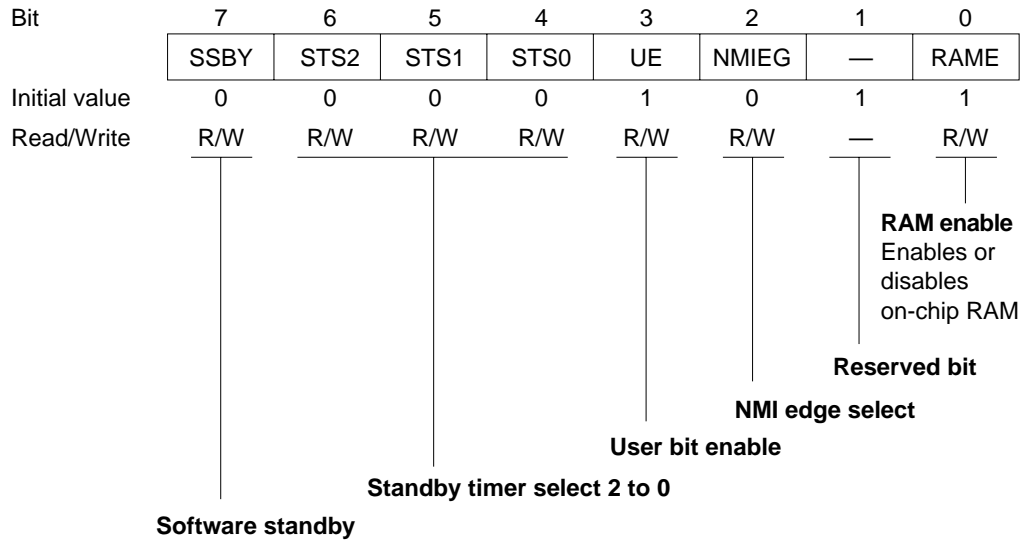 Bit 7 6 5 4 3 2 1 0
SSBY STS2 STS1 STS0 UE NMIEG — RAME
Initial value 0 0 0 0 1 0 1 1
Read/Write R/W R/W R/W R/W R/W R/W — R/W
RAM enable
Enables or
disables
on-chip RAM
Reserved bit
NMI edge select
User bit enable
Standby timer select 2 to 0
Software standby